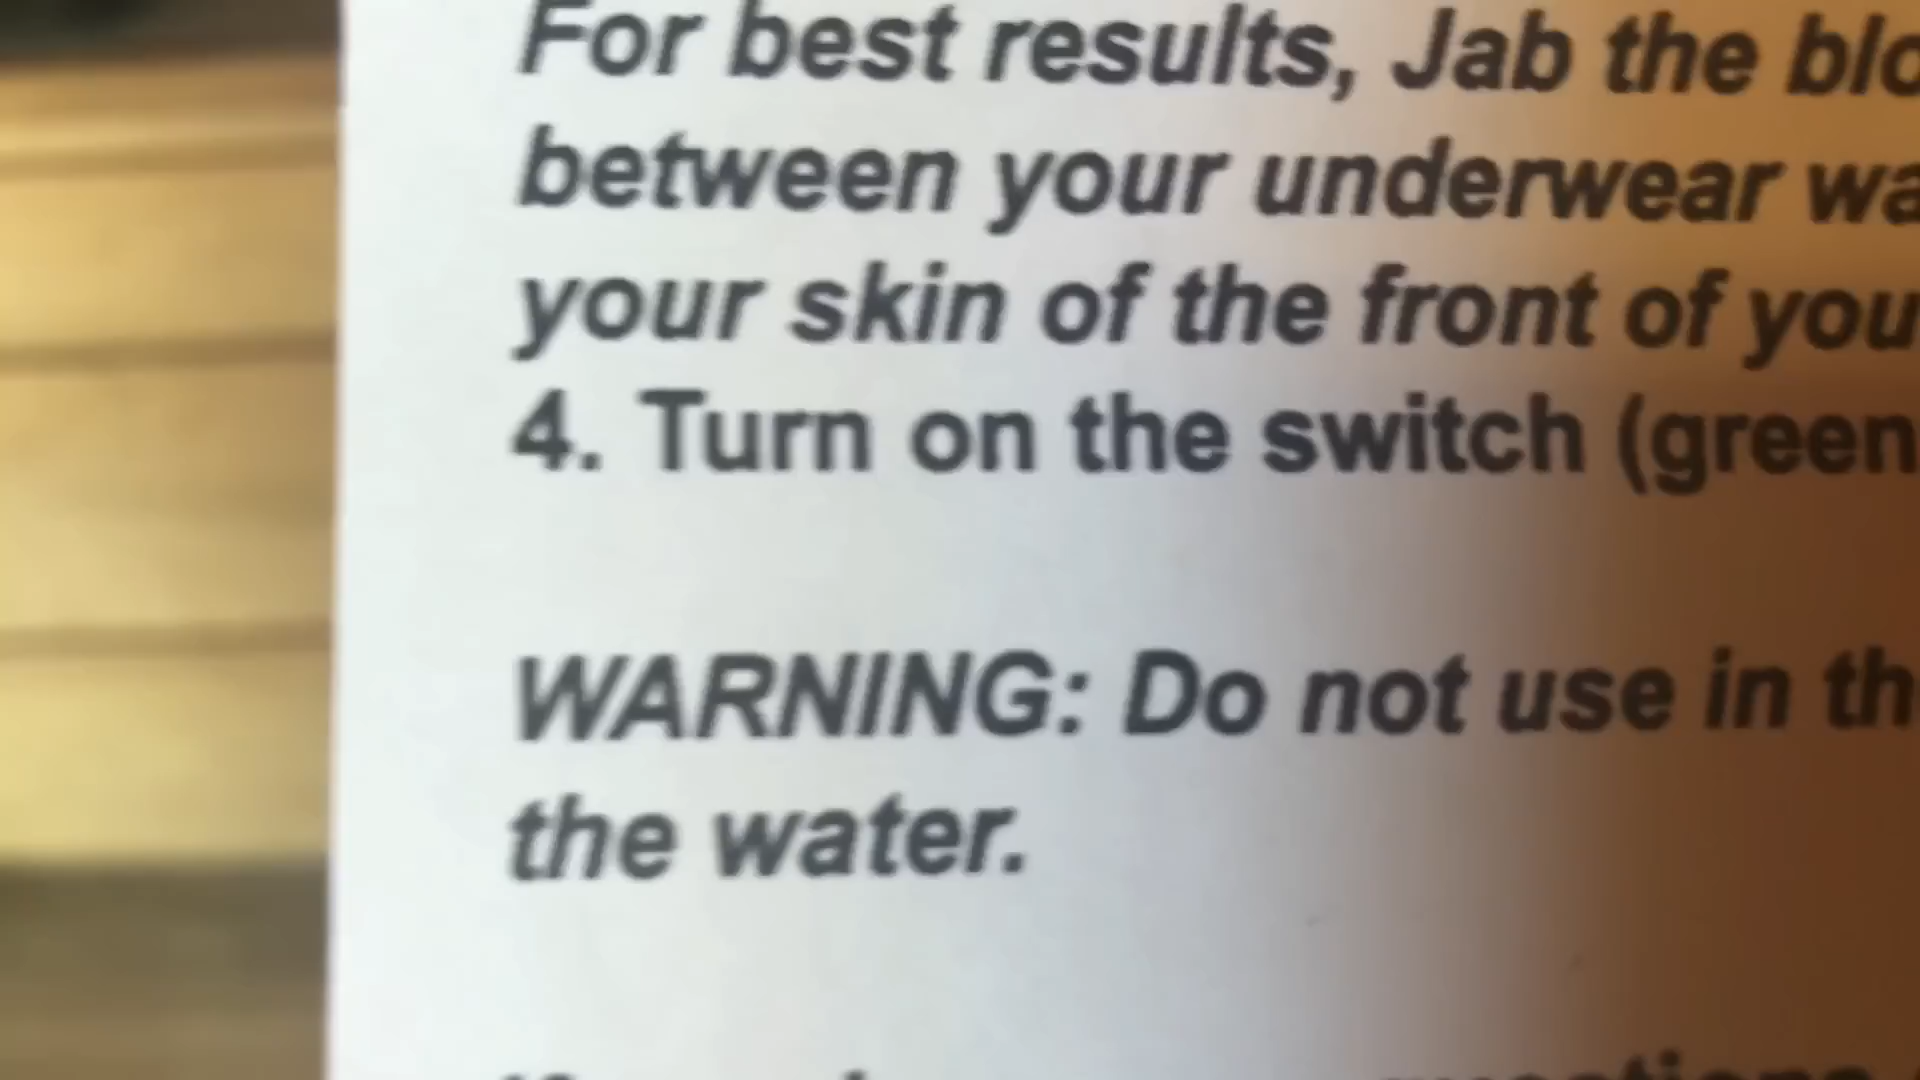 For best results, Jab the
between your underwear
your skin of the front of
4. Turn on the switch (green
WARNING: Do not use in
the water.